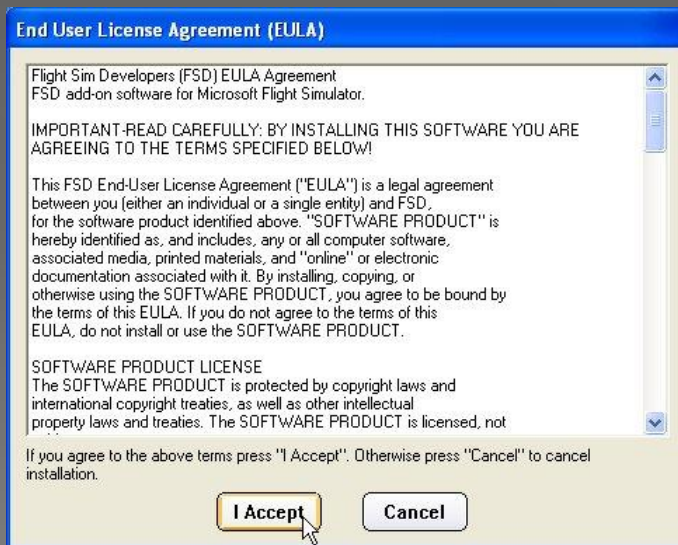 End User License Agreement (EULA)
Flight Sim Developers (FSD) EULA Agreement
FSD add-on software for Microsoft Flight Simulator.
IMPORTANT-READ CAREFULLY: BY INSTALLING THIS SOFTWARE YOU ARE
AGREEING TO THE TERMS SPECIFIED BELOW!
This FSD End-User License Agreement ("EULA") is a legal agreement
between you (either an individual or a single entity) and FSD,
for the software product identified above. "SOFTWARE PRODUCT" is
hereby identified as, and includes, any or all computer software,
associated media, printed materials, and "online" or electronic
documentation associated with it. By installing, copying, or
otherwise using the SOFTWARE PRODUCT, you agree to be bound by
the terms of this EULA. If you do not agree to the terms of this
EULA, do not install or use the SOFTWARE PRODUCT.
SOFTWARE PRODUCT LICENSE
The SOFTWARE PRODUCT is protected by copyright laws and
international copyright treaties, as well as other intellectual
property laws and treaties. The SOFTWARE PRODUCT is licensed, not
If you agree to the above terms press "I Accept". Otherwise press "Cancel" to cancel
installation.
I Accept
Cancel